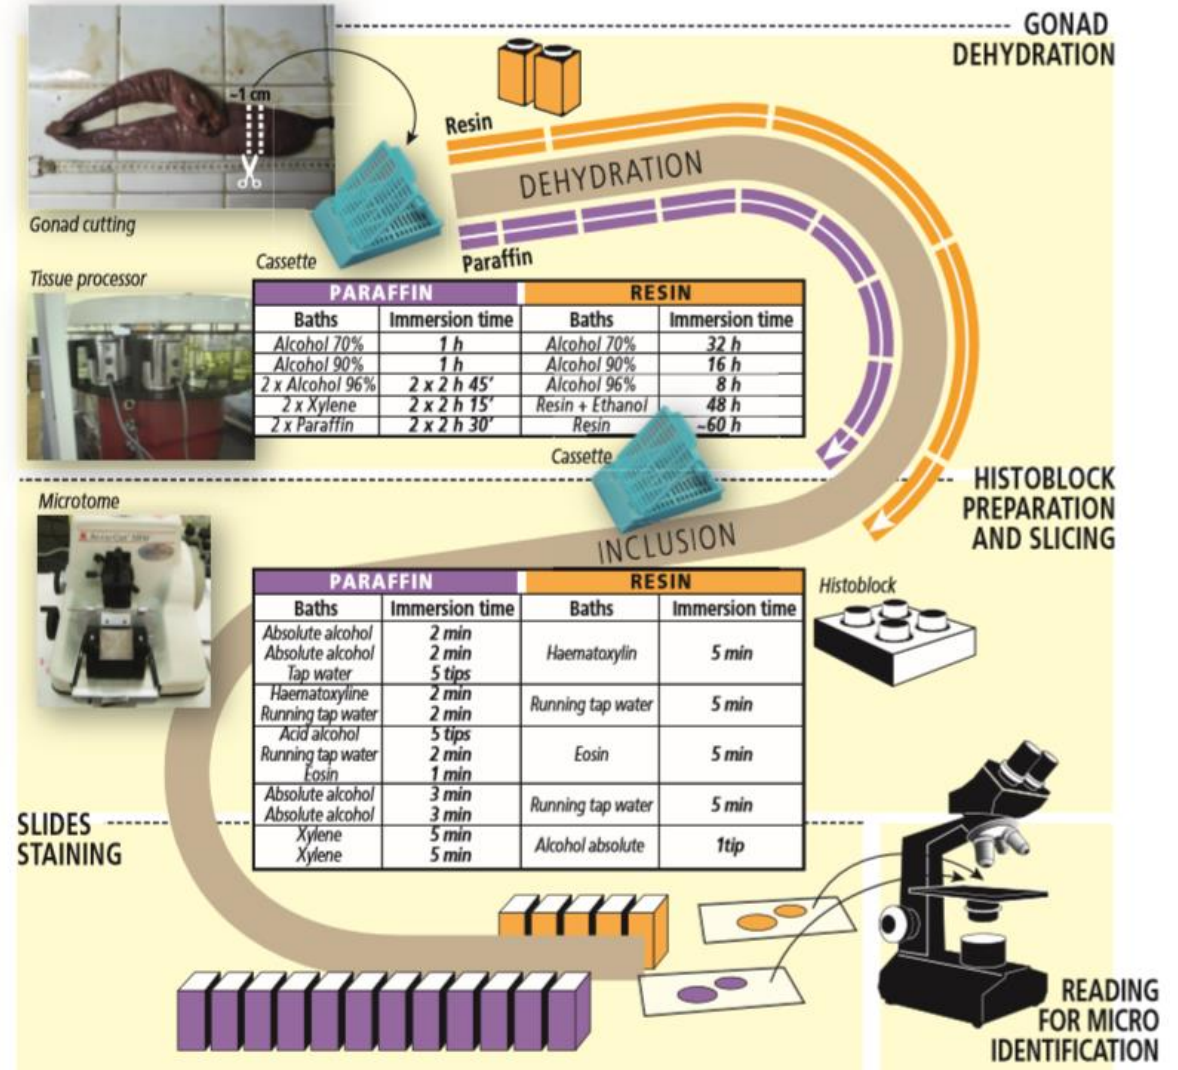 GONAD
DEHYDRATION
~1 cm
Gonad cutting
Resin
DEHYDRATION
Paraffin
Cassette
Tissue processor
PARAFFIN RESIN
Baths Immersion time Baths Immersion time
Alcohol 70% 1 h Alcohol 70% 32 h
Alcohol 90% 1 h Alcohol 90% 16 h
2 x Alcohol 96% 2 x 2 h 45’ Alcohol 96% 8 h
2 x Xylene 2 x 2 h 15’ Resin + Ethanol 48 h
2 x Paraffin 2 x 2 h 30’ Resin ~60 h
Cassette
HISTOBLOCK
PREPARATION
AND SLICING
Microtome
INCLUSION
Histoblock
PARAFFIN RESIN
Baths Immersion time Baths Immersion time
Absolute alcohol 2 min
Absolute alcohol 2 min Haematoxylin 5 min
Tap water 5 tips
Haematoxyline 2 min
Running tap water 2 min Running tap water 5 min
Acid alcohol 5 tips
Running tap water 2 min Eosin 5 min
Eosin 1 min
Absolute alcohol 3 min
Absolute alcohol 3 min Running tap water 5 min
Xylene 5 min
Xylene 5 min Alcohol absolute 1tip
SLIDES
STAINING
READING
FOR MICRO
IDENTIFICATION